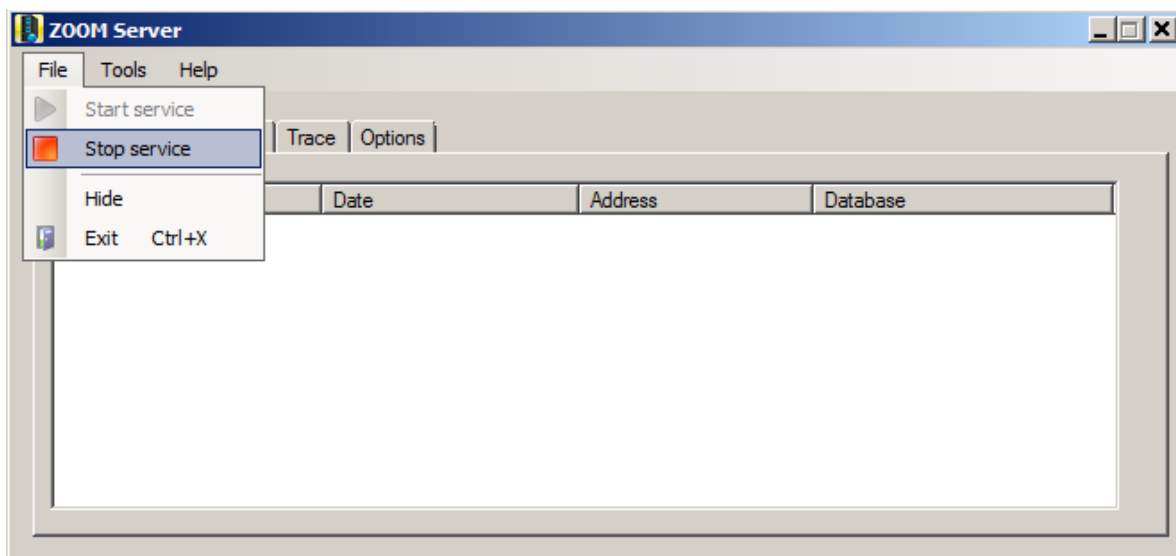 ZOOM Server
File Tools Help
Start service
Stop service
Hide
Exit Ctrl+X
Trace Options
Date Address Database